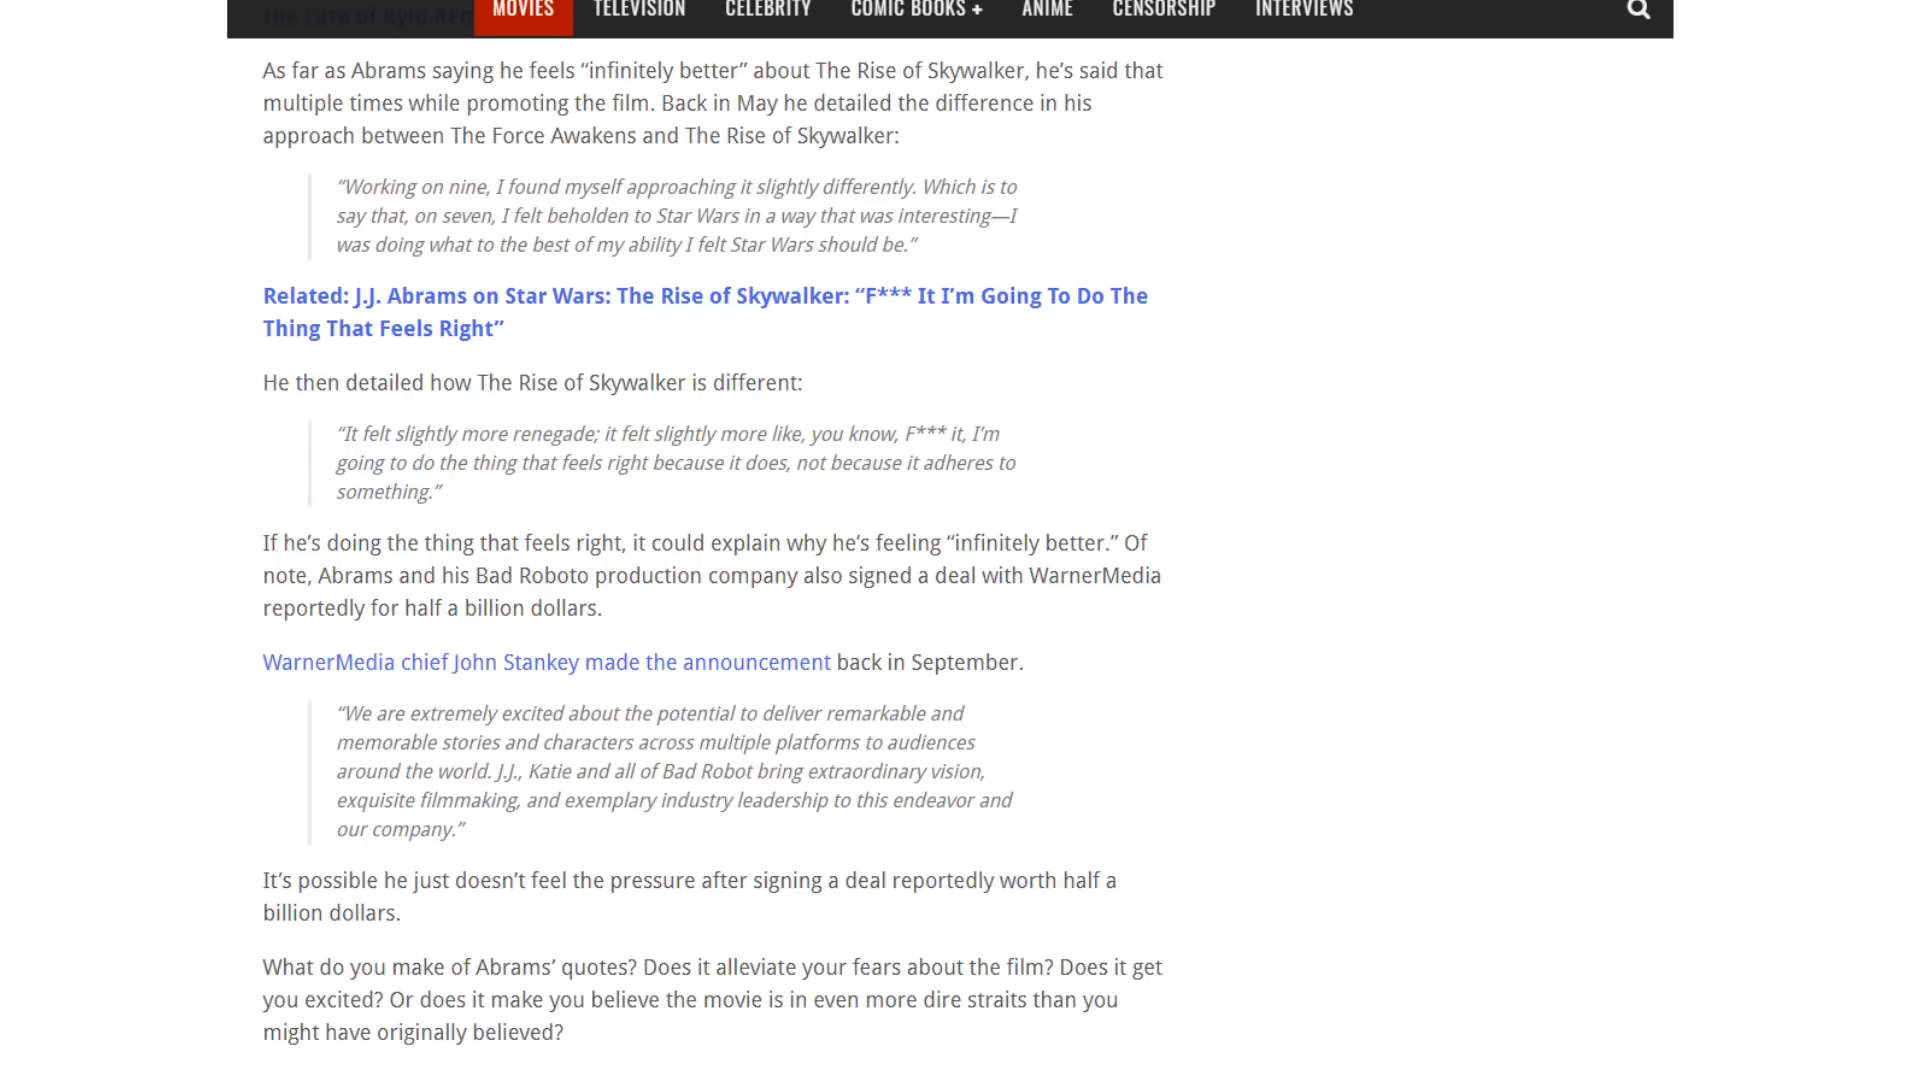 the Fate of Kylo Ren
MOVIES TELEVISION CELEBRITY COMIC BOOKS + ANIME CENSORSHIP INTERVIEWS
As far as Abrams saying he feels “infinitely better” about The Rise of Skywalker, he’s said that
multiple times while promoting the film. Back in May he detailed the difference in his
approach between The Force Awakens and The Rise of Skywalker:
“Working on nine, I found myself approaching it slightly differently. Which is to
say that, on seven, I felt beholden to Star Wars in a way that was interesting—I
was doing what to the best of my ability I felt Star Wars should be.”
Related: J.J. Abrams on Star Wars: The Rise of Skywalker: “F*** It I’m Going To Do The
Thing That Feels Right”
He then detailed how The Rise of Skywalker is different:
“It felt slightly more renegade; it felt slightly more like, you know, F*** it, I’m
going to do the thing that feels right because it does, not because it adheres to
something.”
If he’s doing the thing that feels right, it could explain why he’s feeling “infinitely better.” Of
note, Abrams and his Bad Roboto production company also signed a deal with WarnerMedia
reportedly for half a billion dollars.
WarnerMedia chief John Stankey made the announcement back in September.
“We are extremely excited about the potential to deliver remarkable and
memorable stories and characters across multiple platforms to audiences
around the world. J.J., Katie and all of Bad Robot bring extraordinary vision,
exquisite filmmaking, and exemplary industry leadership to this endeavor and
our company.”
It’s possible he just doesn’t feel the pressure after signing a deal reportedly worth half a
billion dollars.
What do you make of Abrams’ quotes? Does it alleviate your fears about the film? Does it get
you excited? Or does it make you believe the movie is in even more dire straits than you
might have originally believed?